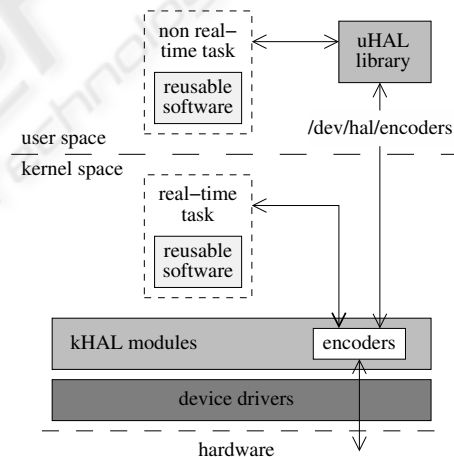 non real-
time task
reusable
software
uHAL
library
/dev/hal/encoders
user space
kernel space
real-time
task
reusable
software
kHAL modules
encoders
device drivers
hardware